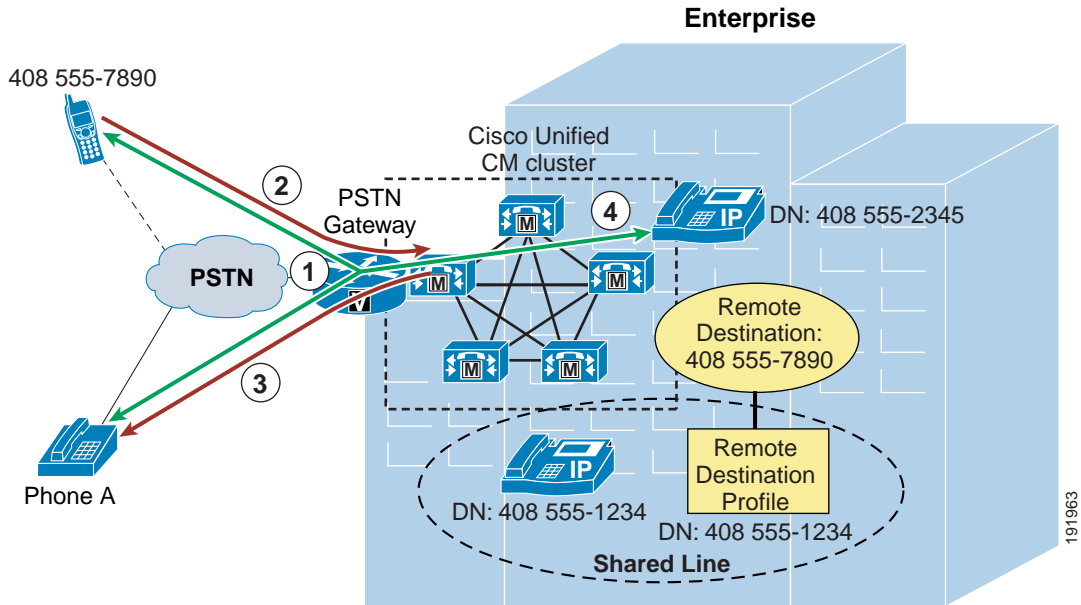 Enterprise
408 555-7890
Cisco Unified
CM cluster
PSTN
Gateway
2
4
IP
DN: 408 555-2345
M
M
M
M
M
1
PSTN
V
3
Remote
Destination:
408 555-7890
IP
Remote
Destination
Profile
Phone A
DN: 408 555-1234
DN: 408 555-1234
Shared Line
191963